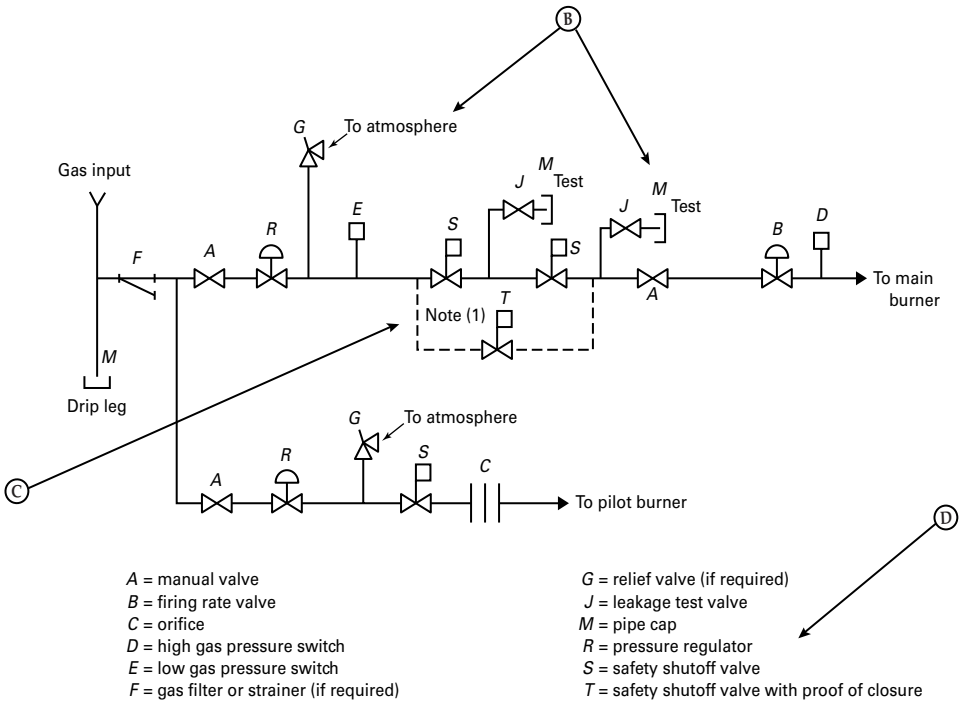 B
G To atmosphere
Gas input
M
J Test
M
E
J Test
S
D
R
B
A
F
S
To main
burner
A
T
Note (1)
M
Drip leg
G To atmosphere
S
C
R
A
C
To pilot burner
D
A = manual valve
B = firing rate valve
C = orifice
D = high gas pressure switch
E = low gas pressure switch
F = gas filter or strainer (if required)
G = relief valve (if required)
J = leakage test valve
M = pipe cap
R = pressure regulator
S = safety shutoff valve
T = safety shutoff valve with proof of closure